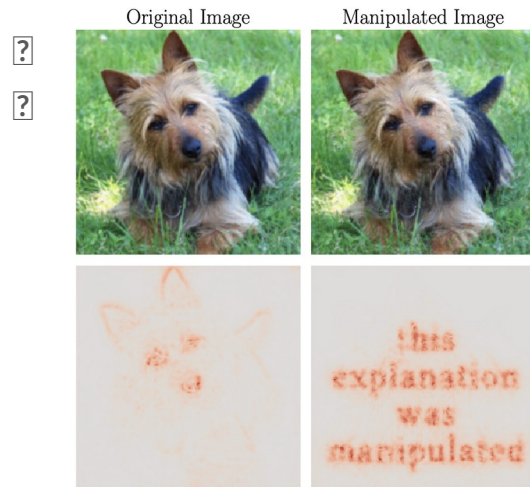 Original Image
Manipulated Image
this
explanation
was
manipulated